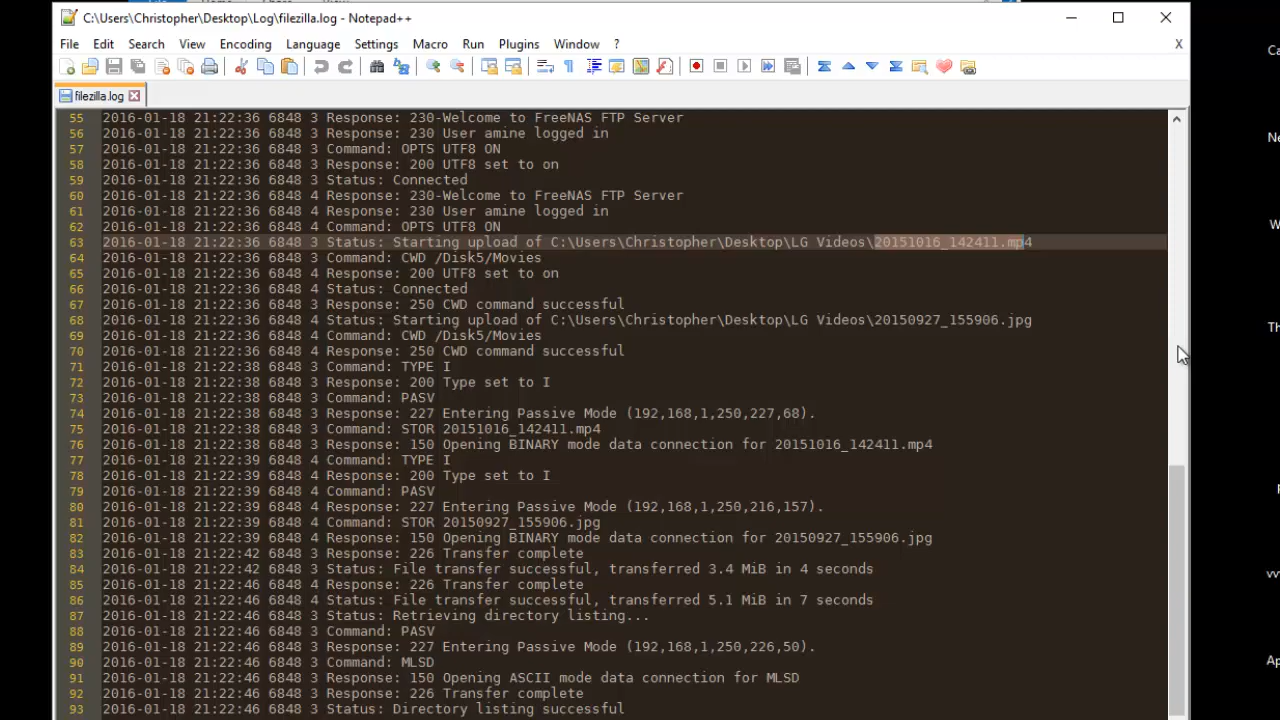 C:\Users\Christopher\Desktop\Log\filezilla.log - Notepad++
File Edit Search View Encoding Language Settings Macro Run Plugins Window ? X
filezilla.log
55 2016-01-18 21:22:36 6848 3 Response: 230-Welcome to FreeNAS FTP Server
56 2016-01-18 21:22:36 6848 3 Response: 230 User amine logged in
57 2016-01-18 21:22:36 6848 3 Command: OPTS UTF8 ON
58 2016-01-18 21:22:36 6848 3 Response: 200 UTF8 set to on
59 2016-01-18 21:22:36 6848 3 Status: Connected
60 2016-01-18 21:22:36 6848 4 Response: 230-Welcome to FreeNAS FTP Server
61 2016-01-18 21:22:36 6848 4 Response: 230 User amine logged in
62 2016-01-18 21:22:36 6848 4 Command: OPTS UTF8 ON
63 2016-01-18 21:22:36 6848 3 Status: Starting upload of C:\Users\Christopher\Desktop\LG Videos\20151016_142411.mp4
64 2016-01-18 21:22:36 6848 3 Command: CWD /Disk5/Movies
65 2016-01-18 21:22:36 6848 4 Response: 200 UTF8 set to on
66 2016-01-18 21:22:36 6848 4 Status: Connected
67 2016-01-18 21:22:36 6848 3 Response: 250 CWD command successful
68 2016-01-18 21:22:36 6848 4 Status: Starting upload of C:\Users\Christopher\Desktop\LG Videos\20150927_155906.jpg
69 2016-01-18 21:22:36 6848 4 Command: CWD /Disk5/Movies
70 2016-01-18 21:22:36 6848 4 Response: 250 CWD command successful
71 2016-01-18 21:22:38 6848 3 Command: TYPE I
72 2016-01-18 21:22:38 6848 3 Response: 200 Type set to I
73 2016-01-18 21:22:38 6848 3 Command: PASV
74 2016-01-18 21:22:38 6848 3 Response: 227 Entering Passive Mode (192,168,1,250,227,68).
75 2016-01-18 21:22:38 6848 3 Command: STOR 20151016_142411.mp4
76 2016-01-18 21:22:38 6848 3 Response: 150 Opening BINARY mode data connection for 20151016_142411.mp4
77 2016-01-18 21:22:39 6848 4 Command: TYPE I
78 2016-01-18 21:22:39 6848 4 Response: 200 Type set to I
79 2016-01-18 21:22:39 6848 4 Command: PASV
80 2016-01-18 21:22:39 6848 4 Response: 227 Entering Passive Mode (192,168,1,250,216,157).
81 2016-01-18 21:22:39 6848 4 Command: STOR 20150927_155906.jpg
82 2016-01-18 21:22:39 6848 4 Response: 150 Opening BINARY mode data connection for 20150927_155906.jpg
83 2016-01-18 21:22:42 6848 3 Response: 226 Transfer complete
84 2016-01-18 21:22:42 6848 3 Status: File transfer successful, transferred 3.4 MiB in 4 seconds
85 2016-01-18 21:22:46 6848 4 Response: 226 Transfer complete
86 2016-01-18 21:22:46 6848 4 Status: File transfer successful, transferred 5.1 MiB in 7 seconds
87 2016-01-18 21:22:46 6848 3 Status: Retrieving directory listing...
88 2016-01-18 21:22:46 6848 3 Command: PASV
89 2016-01-18 21:22:46 6848 3 Response: 227 Entering Passive Mode (192,168,1,250,226,50).
90 2016-01-18 21:22:46 6848 3 Command: MLSD
91 2016-01-18 21:22:46 6848 3 Response: 150 Opening ASCII mode data connection for MLSD
92 2016-01-18 21:22:46 6848 3 Response: 226 Transfer complete
93 2016-01-18 21:22:46 6848 3 Status: Directory listing successful